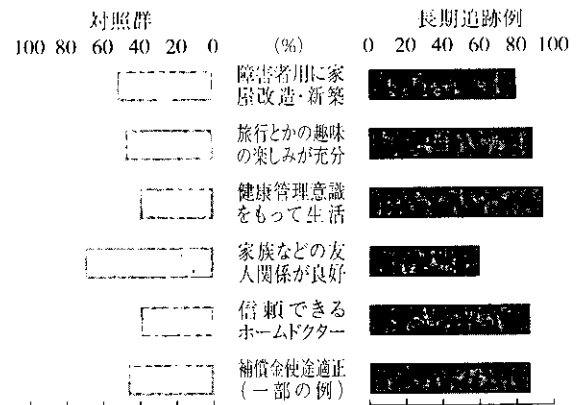 対照群
長期追跡例
100 80 60 40 20 0
(%)
0 20 40 60 80 100
障害者用に家
屋改造·新築
旅行とかの趣味
の楽しみが充分
健康管理意識
をもって生活
家族などの友
人関係が良好
信頼できる
ホームドクター
補償金使途適正
(一部の例)